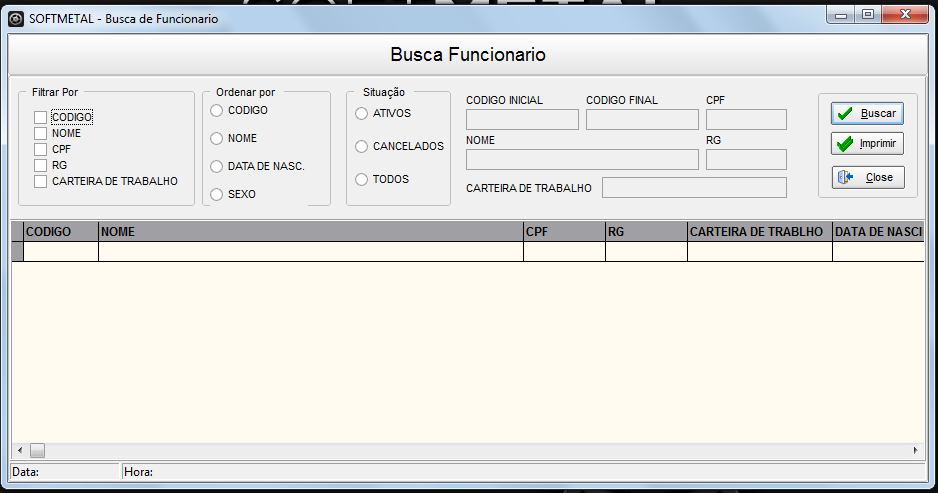 SOFTMETAL - Busca de Funcionario
Busca Funcionario
Filtrar Por
CODIGO
NOME
CPF
RG
CARTEIRA DE TRABALHO
Ordenar por
CODIGO
NOME
DATA DE NASC.
SEXO
Situação
ATIVOS
CANCELADOS
TODOS
CODIGO INICIAL CODIGO FINAL CPF
NOME RG
CARTEIRA DE TRABALHO
Buscar
Imprimir
Close
CODIGO NOME CPF RG CARTEIRA DE TRABLHO DATA DE NASCI
Data: Hora: